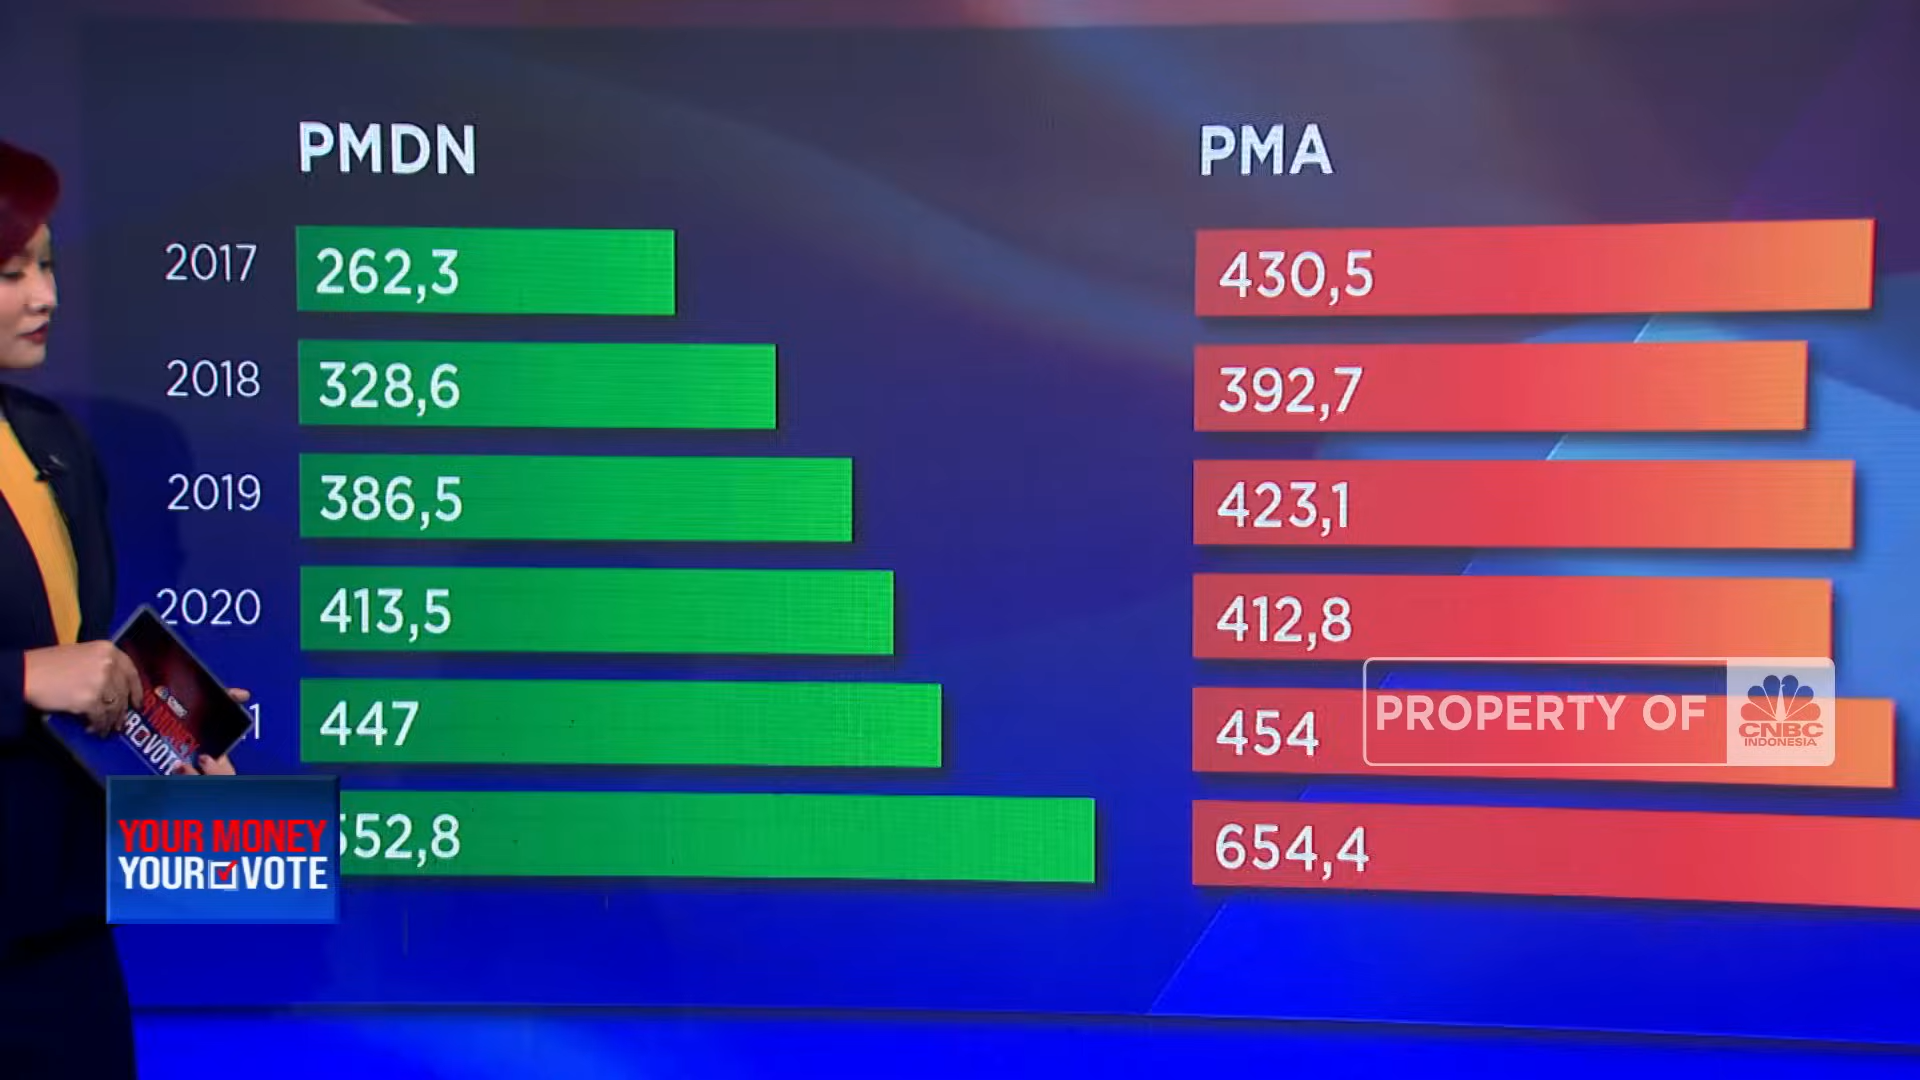 PMDN
PMA
2017
262,3
430,5
2018
328,6
392,7
2019
386,5
423,1
2020
413,5
412,8
447
454
PROPERTY OF
CNBC
INDONESIA
52,8
654,4
YOUR MONEY
YOUR VOTE